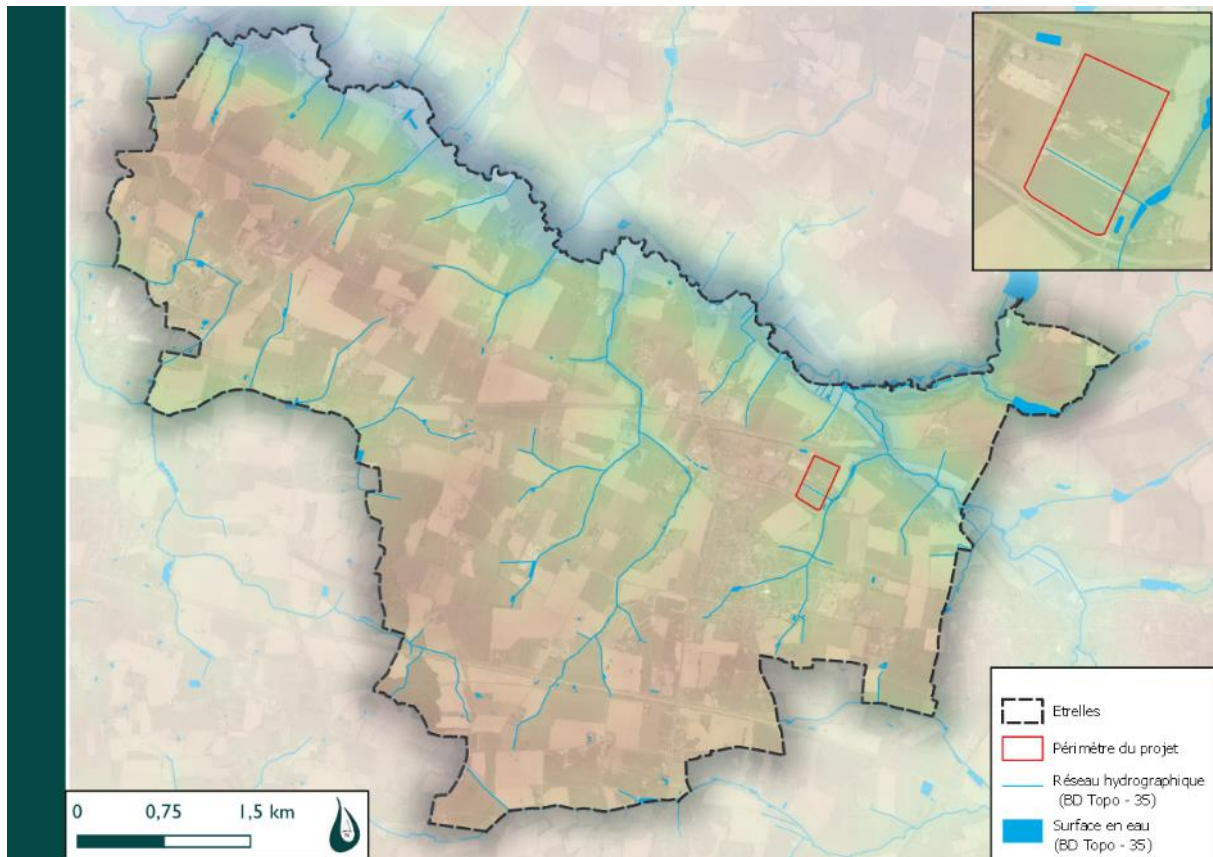 Etrelles
Périmètre du projet
Réseau hydrographique
(BD Topo - 35)
Surface en eau
(BD Topo - 35)
0 0,75 1,5 km